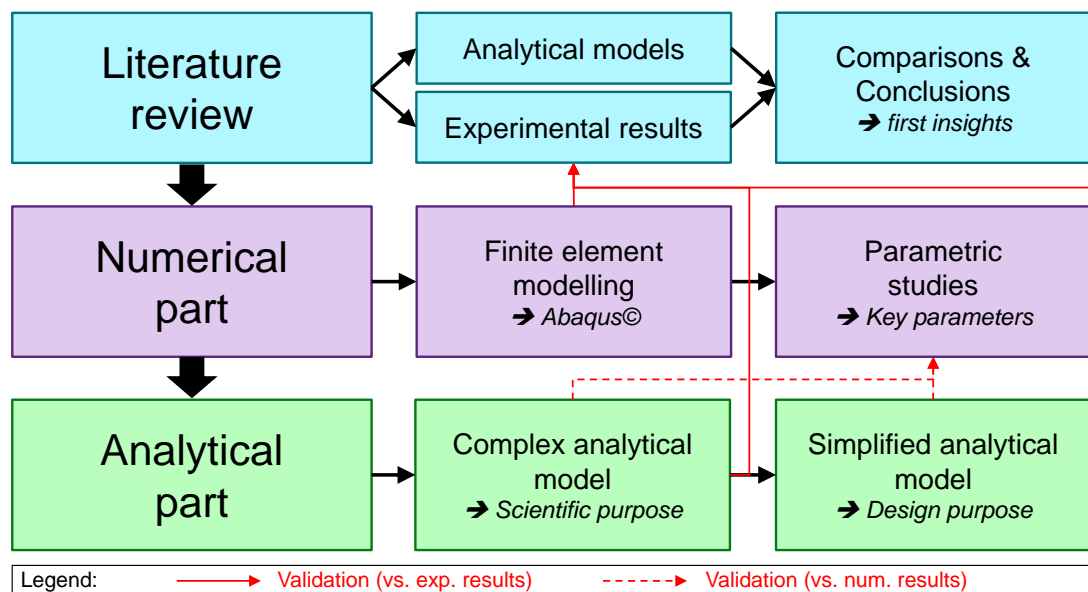 Literature
review
Analytical models
Experimental results
Comparisons &
Conclusions
➔ first insights
Numerical
part
Finite element
modelling
➔ Abaqus©
Parametric
studies
➔ Key parameters
Analytical
part
Complex analytical
model
➔ Scientific purpose
Simplified analytical
model
➔ Design purpose
Legend: Validation (vs. exp. results) Validation (vs. num. results)